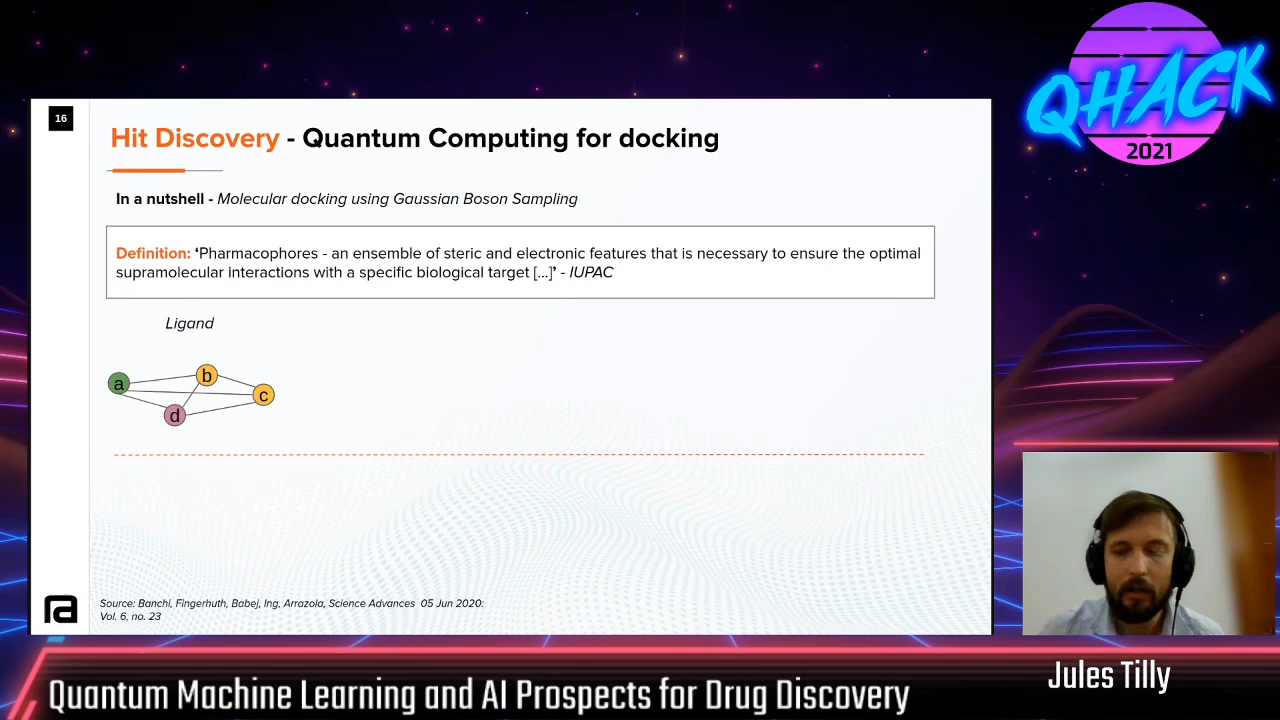 QHACK
2021
16
Hit Discovery - Quantum Computing for docking
In a nutshell - Molecular docking using Gaussian Boson Sampling
Definition: ‘Pharmacophores - an ensemble of steric and electronic features that is necessary to ensure the optimal
supramolecular interactions with a specific biological target [...]’ - IUPAC
Ligand
a
b
c
d
Source: Banchi, Fingerhuth, Babej, Ing, Arrazola, Science Advances 05 Jun 2020:
Vol. 6, no. 23
Jules Tilly
Quantum Machine Learning and AI Prospects for Drug Discovery